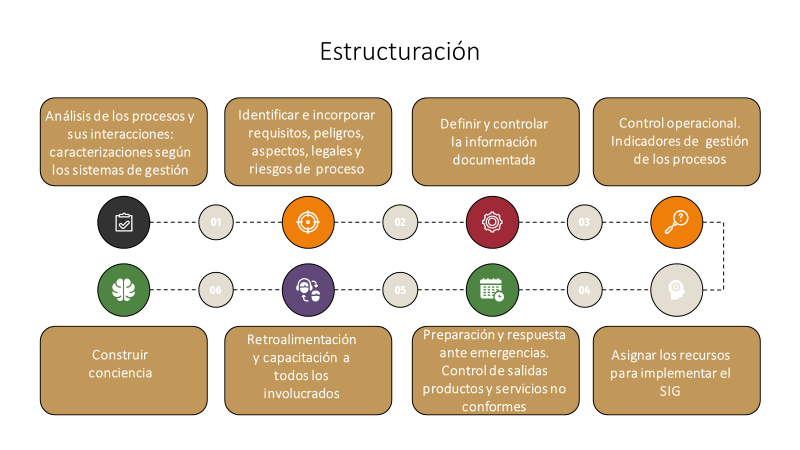 Estructuración
Análisis de los procesos y
sus interacciones:
caracterizaciones según
los sistemas de gestión
Identificar e incorporar
requisitos, peligros,
aspectos, legales y
riesgos de proceso
Definir y controlar
la información
documentada
Control operacional.
Indicadores de gestión
de los procesos
01
02
03
?
06
05
04
Construir
conciencia
Retroalimentación
y capacitación a
todos los
involucrados
Preparación y respuesta
ante emergencias.
Control de salidas
productos y servicios no
conformes
Asignar los recursos
para implementar el
SIG